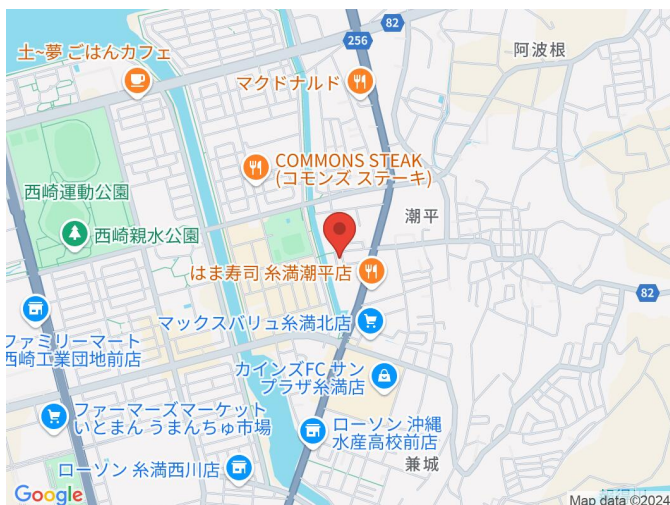 82
256
阿波根
土~夢 ごはんカフェ
マクドナルド
COMMONS STEAK
(コモンズ ステーキ)
西崎運動公園
潮平
西崎親水公園
はま寿司 糸満潮平店
82
ファミリーマート
西崎工業団地前店
マックスバリュ糸満北店
カインズFC サン
プラザ糸満店
ファーマーズマーケット
いとまん うまんちゅ市場
ローソン 沖縄
水産高校前店
兼城
ローソン 糸満西川店
Google
Map data ©2024